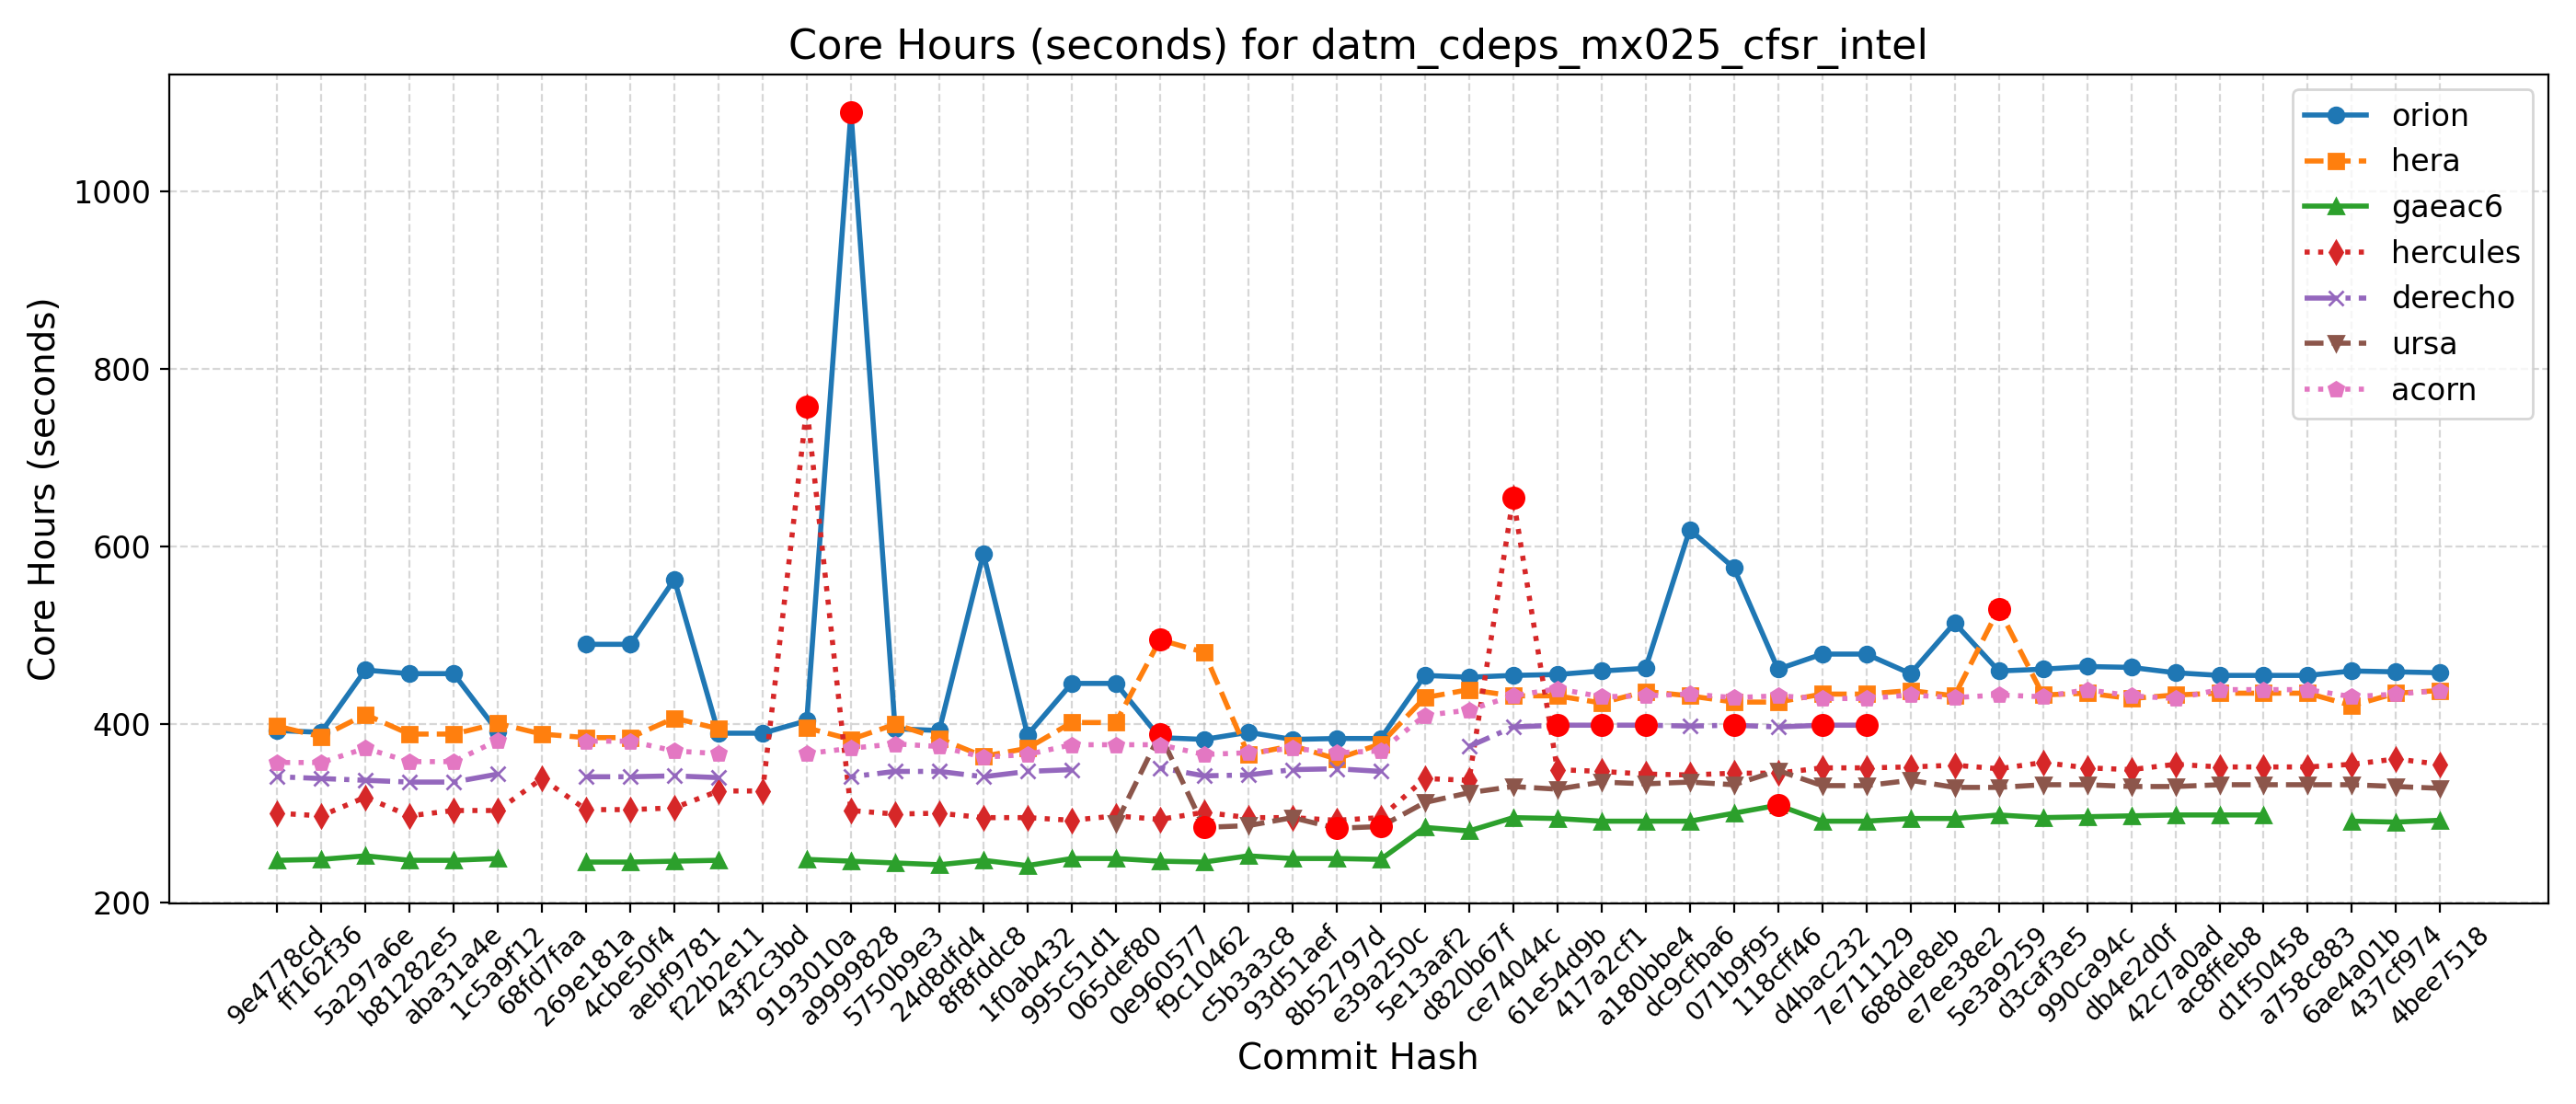 Core Hours (seconds) for datm_cdeps_mx025_cfsr_intel
Core Hours (seconds)
1000
800
600
400
200
orion
hera
gaeac6
hercules
derecho
ursa
acorn
9e4778cd
ff162f36
5a297a6e
b81282e5
aba31a4e
1c5a9f12
68fd7faa
269e181a
4cbe50f4
aebf9781
f22b2e11
43f2c3bd
9193010a
a9999828
5750b9e3
24d8dfd4
8f8fddc8
1f0ab432
995c51d1
065def80
0e960577
f9c10462
c5b3a3c8
93d51aef
8b52797d
e39a250c
5e13aaf2
d820b67f
ce74044c
61e54d9b
417a2cf1
a180bbe4
dc9cfba6
071b9f95
118cff46
d4bac232
7e711129
688de8eb
e7ee38e2
5e3a9259
d3caf3e5
990ca94c
db4e2d0f
42c7a0ad
ac8ffeb8
d1f50458
a758c883
6ae4a01b
437cf974
4bee7518
Commit Hash